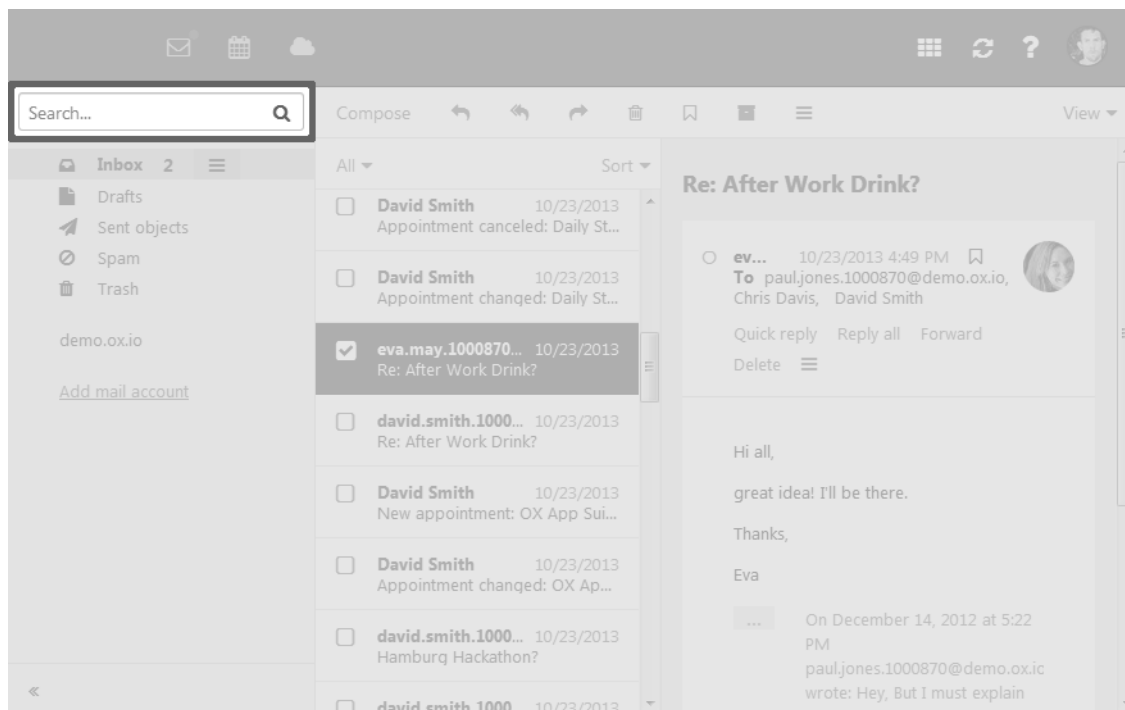 ?
Search...
Compose
View
Inbox 2
Drafts
Sent objects
Spam
Trash
demo.ox.io
Add mail account
«
All
Sort
David Smith 10/23/2013
Appointment canceled: Daily St...
David Smith 10/23/2013
Appointment changed: Daily St...
eva.may.1000870... 10/23/2013
Re: After Work Drink?
david.smith.1000... 10/23/2013
Re: After Work Drink?
David Smith 10/23/2013
New appointment: OX App Sui...
David Smith 10/23/2013
Appointment changed: OX Ap...
david.smith.1000... 10/23/2013
Hamburg Hackathon?
david.smith.1000... 10/23/2013
Re: After Work Drink?
ev... 10/23/2013 4:49 PM
To paul.jones.1000870@demo.ox.io,
Chris Davis, David Smith
Quick reply Reply all Forward
Delete
Hi all,
great idea! I'll be there.
Thanks,
Eva
...
On December 14, 2012 at 5:22
PM
paul.jones.1000870@demo.ox.ic
wrote: Hey, But I must explain